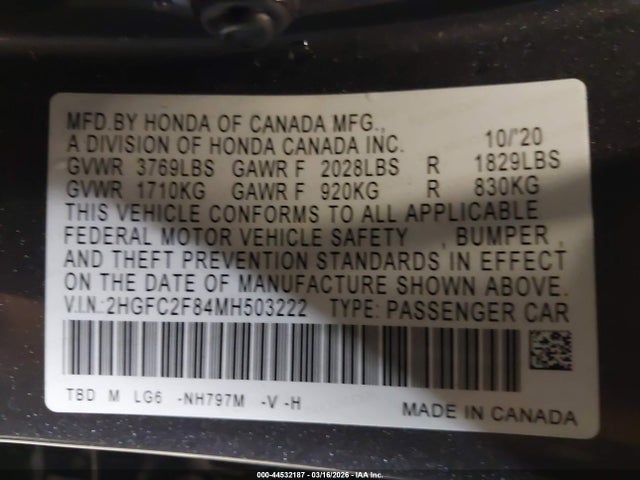 MFD.BY HONDA OF CANADA MFG.,
A DIVISION OF HONDA CANADA INC. 10/'20
GVWR 3769LBS GAWR F 2028LBS R 1829LBS
GVWR 1710KG GAWR F 920KG R 830KG
THIS VEHICLE CONFORMS TO ALL APPLICABLE
FEDERAL MOTOR VEHICLE SAFETY , BUMPER ,
AND THEFT PREVENTION STANDARDS IN EFFECT
ON THE DATE OF MANUFACTURE SHOWN ABOVE.
V.I.N.:2HGFC2F84MH503222 TYPE: PASSENGER CAR
TBD M LG6 -NH797M -V -H
MADE IN CANADA
000-44532187 - 03/16/2026 - IAA Inc.